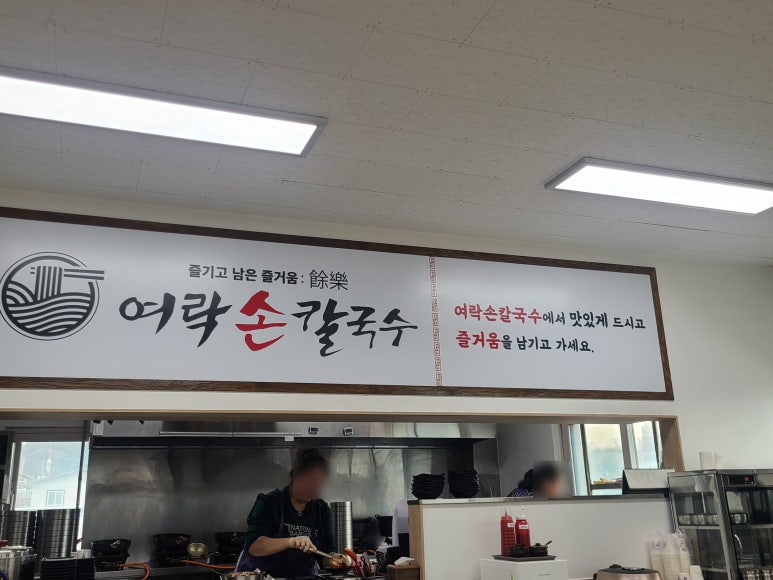 즐기고 남은 즐거움 : 餘樂
여락 손칼국수
여락손칼국수에서 맛있게 드시고
즐거움을 남기고 가세요.